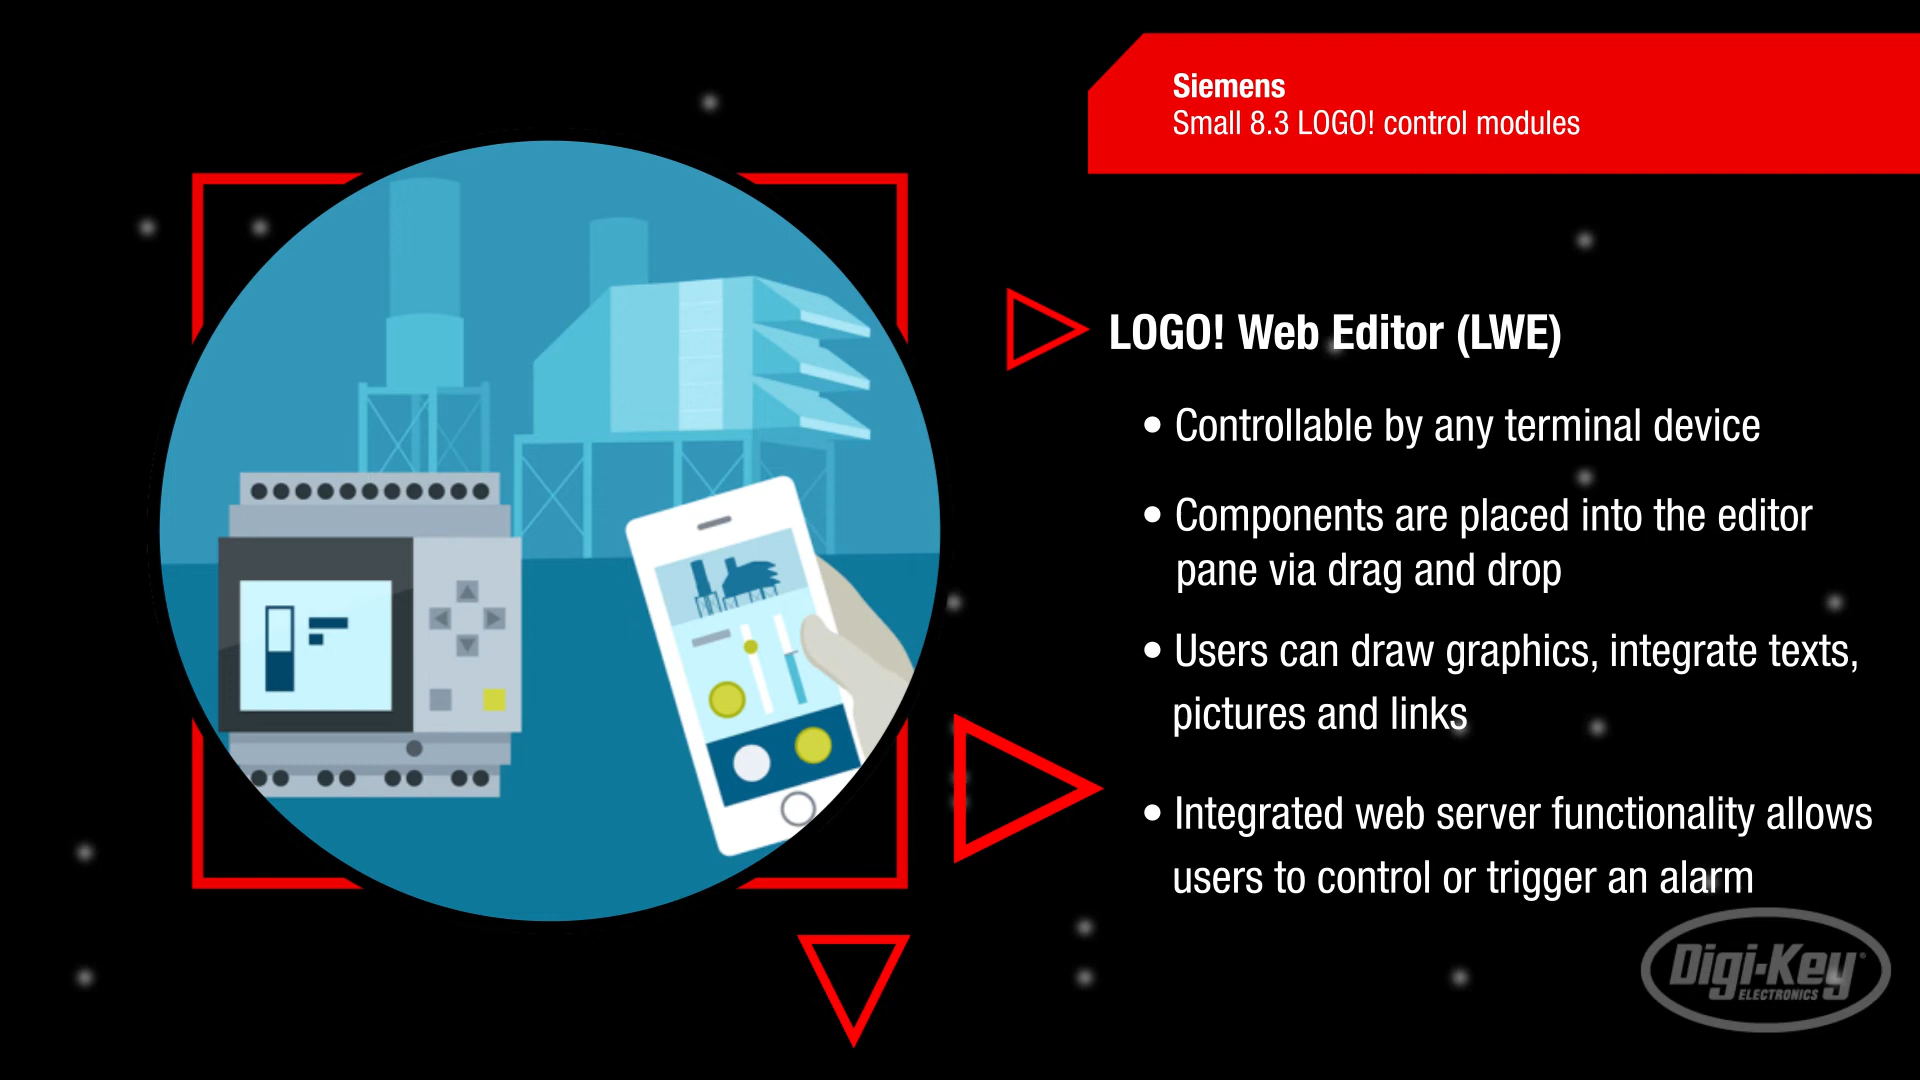 Siemens
Small 8.3 LOGO! control modules
LOGO! Web Editor (LWE)
• Controllable by any terminal device
• Components are placed into the editor
pane via drag and drop
• Users can draw graphics, integrate texts,
pictures and links
• Integrated web server functionality allows
users to control or trigger an alarm
Digi-Key®
ELECTRONICS